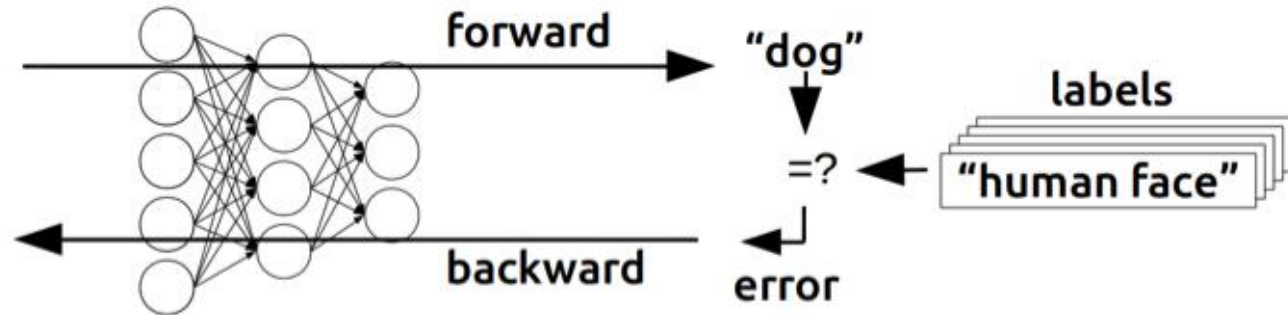 forward
“dog”
labels
=?
“human face”
backward
error